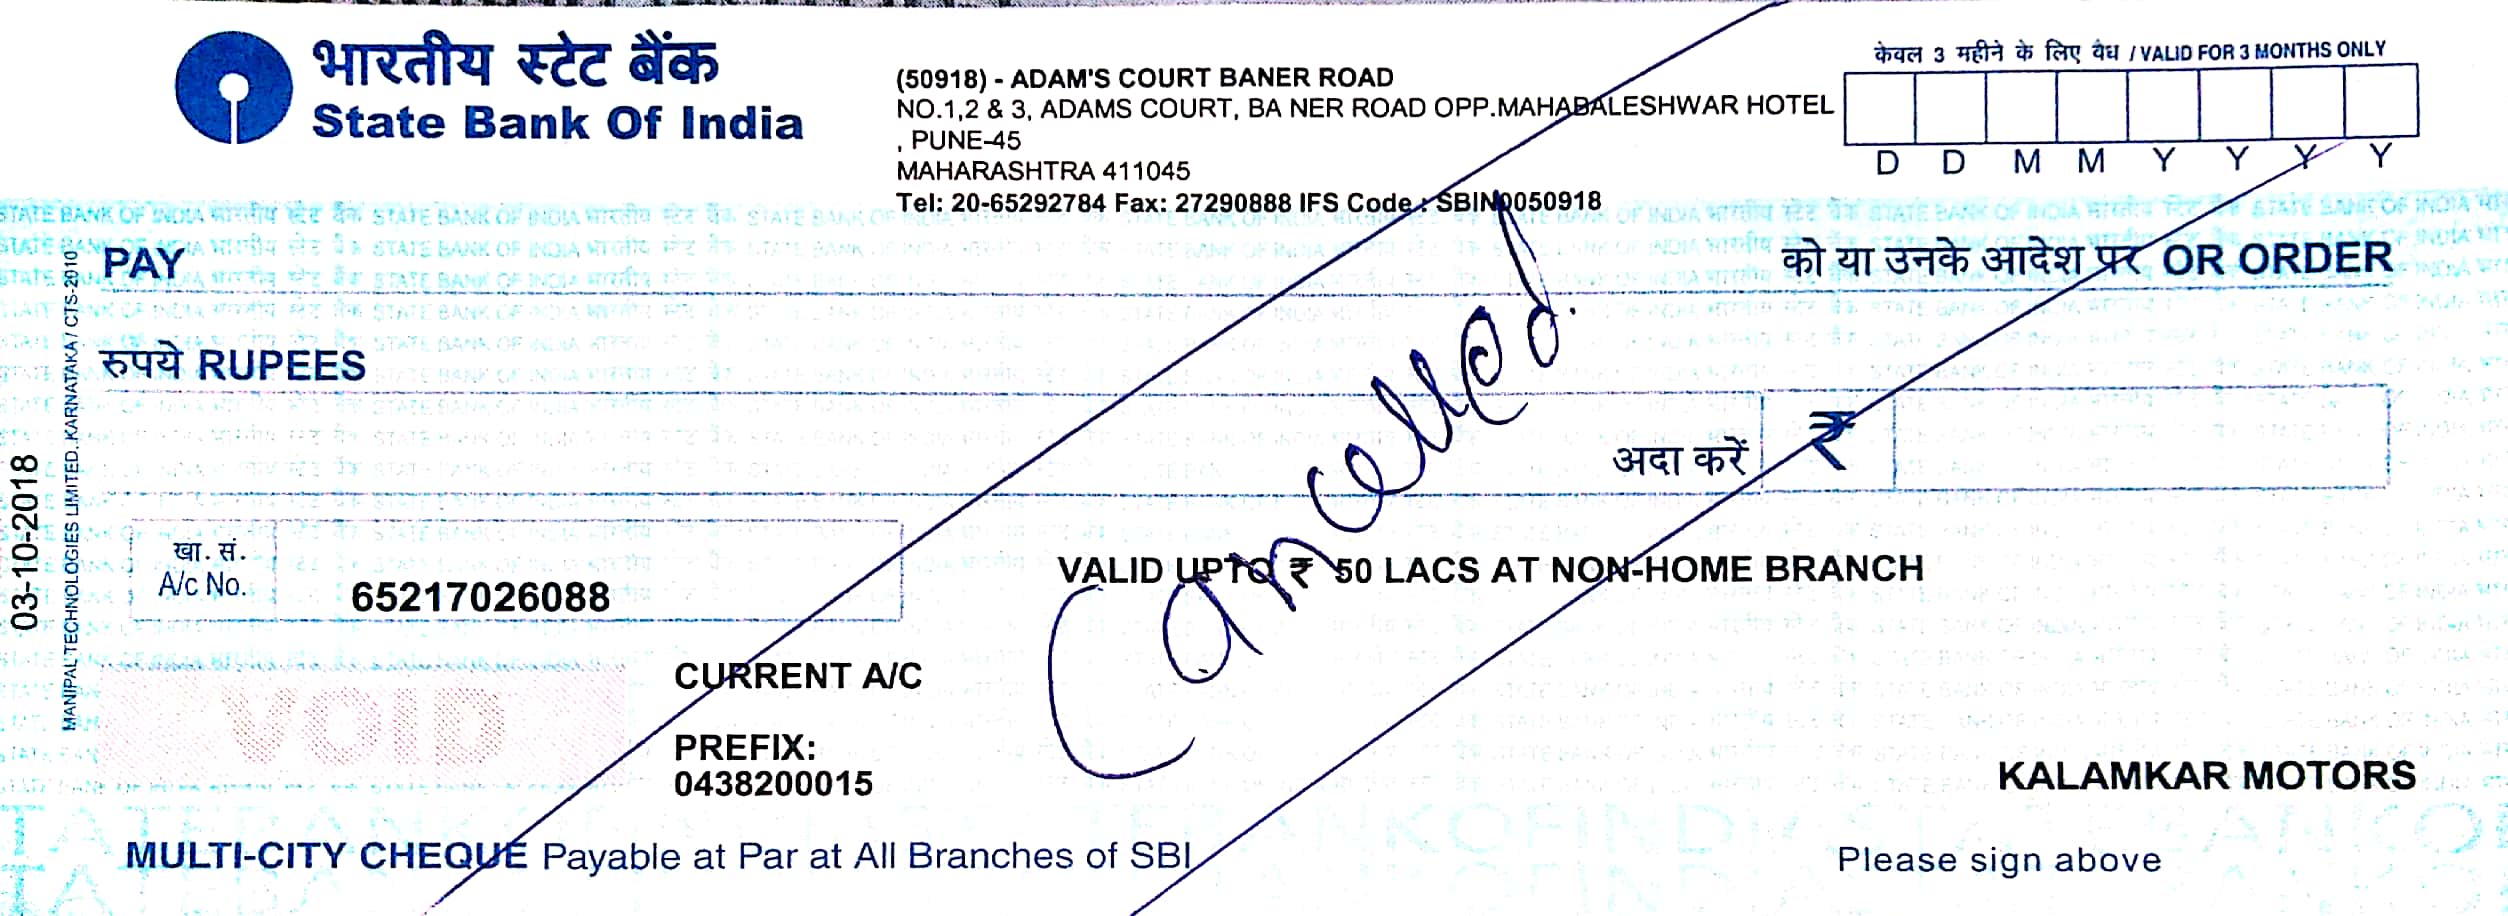 भारतीय स्टेट बैंक
State Bank Of India
(50918) - ADAM'S COURT BANER ROAD
NO.1,2 & 3, ADAMS COURT, BA NER ROAD OPP.MAHABALESHWAR HOTEL
, PUNE-45
MAHARASHTRA 411045
Tel: 20-65292784 Fax: 27290888 IFS Code : SBIN0050918
केवल 3 महीने के लिए वैध / VALID FOR 3 MONTHS ONLY
D D M M Y Y Y Y
PAY
को या उनके आदेश पर OR ORDER
रुपये RUPEES
अदा करें ₹
Cancelled.
खा. सं.
A/c No.
65217026088
VALID UPTO ₹ 50 LACS AT NON-HOME BRANCH
CURRENT A/C
PREFIX:
0438200015
VOID
KALAMKAR MOTORS
MULTI-CITY CHEQUE Payable at Par at All Branches of SBI
Please sign above
03-10-2018
MANIPAL TECHNOLOGIES LIMITED. KARNATAKA / CTS-2010